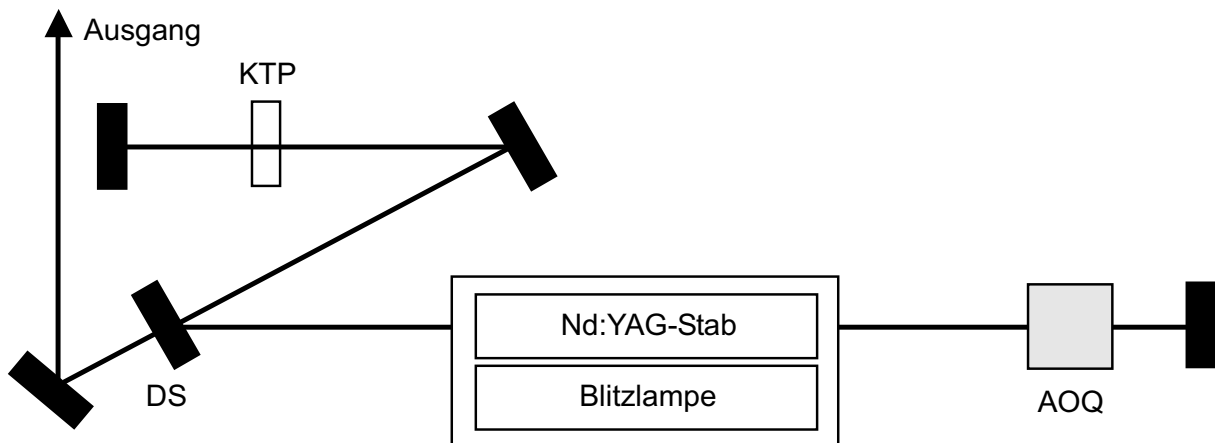 Ausgang
KTP
Nd:YAG-Stab
DS
Blitzlampe
AOQ